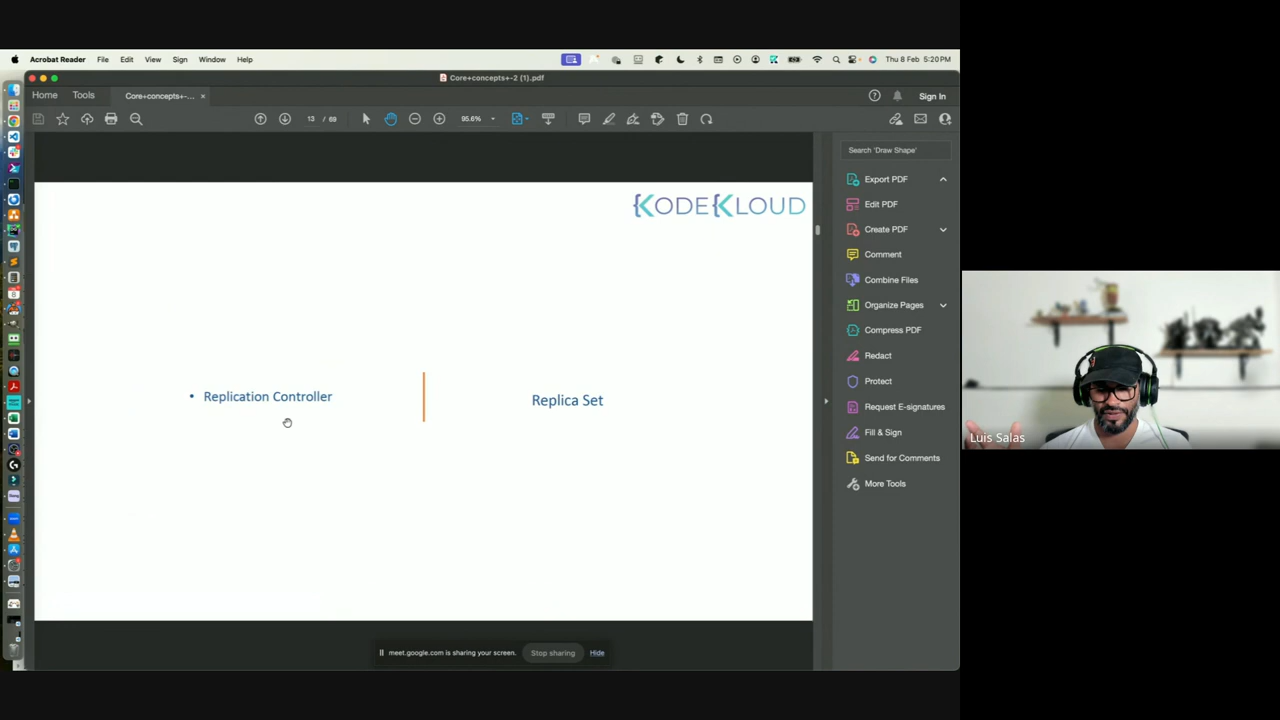 Acrobat Reader File Edit View Sign Window Help Thu 8 Feb 5:20 PM
Core+concepts+-2 (1).pdf
Home Tools Core+concepts+-... × Sign In
13 / 69 95.6%
Search 'Draw Shape'
KODEKLOUD
Export PDF
Edit PDF
Create PDF
Comment
Combine Files
Organize Pages
Compress PDF
Redact
Protect
Request E-signatures
Fill & Sign
Send for Comments
More Tools
• Replication Controller
Replica Set
Luis Salas
meet.google.com is sharing your screen. Stop sharing Hide